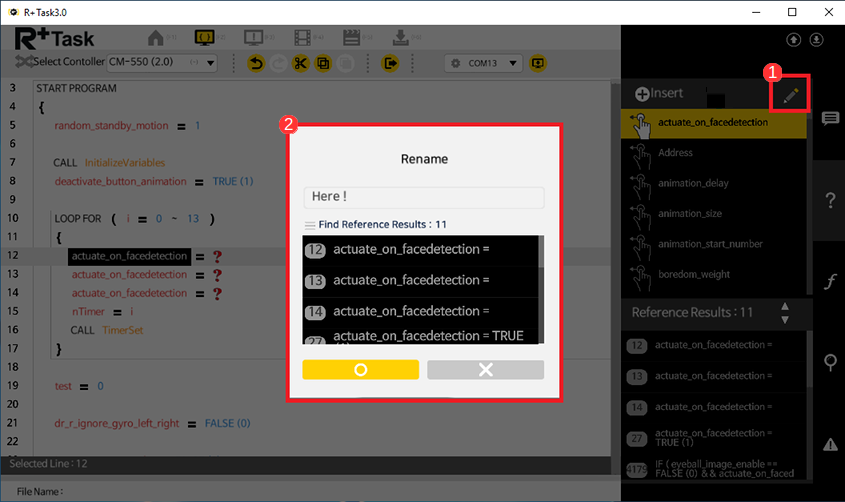 R+Task3.0
R+Task
Select Contoller
CM-550 (2.0)
COM13
3 START PROGRAM
4 {
5 random_standby_motion = 1
6
7 CALL InitializeVariables
8 deactivate_button_animation = TRUE (1)
9
10 LOOP FOR ( i = 0 ~ 13 )
11 {
12 actuate_on_facedetection = ?
13 actuate_on_facedetection = ?
14 actuate_on_facedetection = ?
15 nTimer = i
16 CALL TimerSet
17 }
18
19 test = 0
20
21 dr_r_ignore_gyro_left_right = FALSE (0)
22
Selected Line : 12
File Name :
2
Rename
Here !
Find Reference Results : 11
12 actuate_on_facedetection =
13 actuate_on_facedetection =
14 actuate_on_facedetection =
27 actuate_on_facedetection = TRUE
1
Insert
actuate_on_facedetection
Address
animation_delay
animation_size
animation_start_number
boredom_weight
Reference Results : 11
12 actuate_on_facedetection =
13 actuate_on_facedetection =
14 actuate_on_facedetection =
27 actuate_on_facedetection =
TRUE (1)
4175 IF ( eyeball_image_enable ==
FALSE (0) && actuate_on_faced